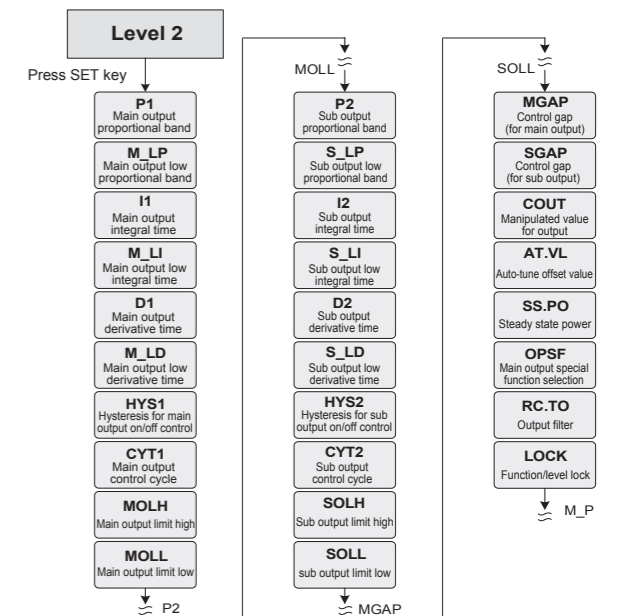 Level 2
Press SET key
P1
Main output
proportional band
M_LP
Main output low
proportional band
I1
Main output
integral time
M_LI
Main output low
integral time
D1
Main output
derivative time
M_LD
Main output low
derivative time
HYS1
Hysteresis for main
output on/off control
CYT1
Main output
control cycle
MOLH
Main output limit high
MOLL
Main output limit low
P2
MOLL
P2
Sub output
proportional band
S_LP
Sub output low
proportional band
I2
Sub output
integral time
S_LI
Sub output low
integral time
D2
Sub output
derivative time
S_LD
Sub output low
derivative time
HYS2
Hysteresis for sub
output on/off control
CYT2
Sub output
control cycle
SOLH
Sub output limit high
SOLL
sub output limit low
MGAP
SOLL
MGAP
Control gap
(for main output)
SGAP
Control gap
(for sub output)
COUT
Manipulated value
for output
AT.VL
Auto-tune offset value
SS.PO
Steady state power
OPSF
Main output special
function selection
RC.TO
Output filter
LOCK
Function/level lock
M_P